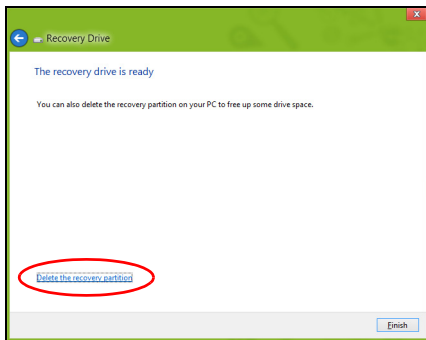 x
Recovery Drive
The recovery drive is ready
You can also delete the recovery partition on your PC to free up some drive space.
Delete the recovery partition
Finish